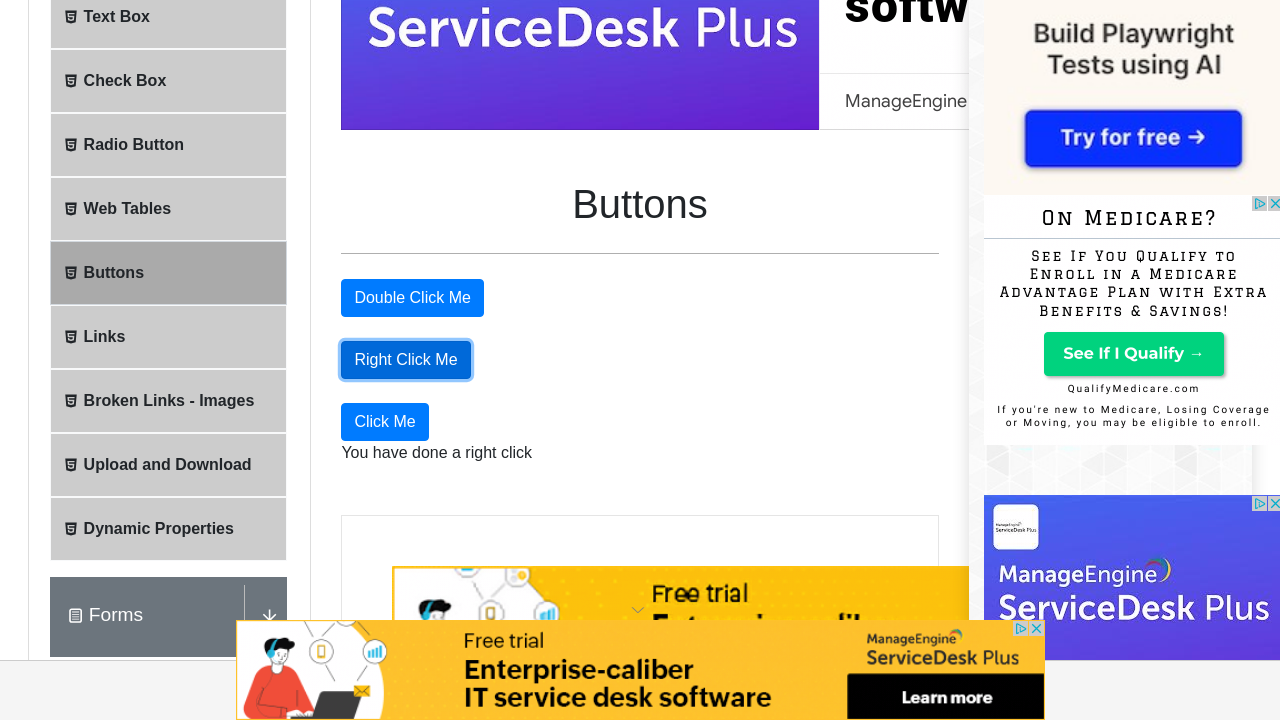 Text Box
Check Box
Radio Button
Web Tables
Buttons
Links
Broken Links - Images
Upload and Download
Dynamic Properties
Forms
ServiceDesk Plus
softw
ManageEngine
Buttons
Double Click Me
Right Click Me
Click Me
You have done a right click
Free trial
Free trial
Enterprise-caliber
IT service desk software
ManageEngine
ServiceDesk Plus
Learn more
Build Playwright
Tests using AI
Try for free →
On Medicare?
See If You Qualify to
Enroll in a Medicare
Advantage Plan with Extra
Benefits & Savings!
See If I Qualify →
QualifyMedicare.com
If you're new to Medicare, Losing Coverage
or Moving, you may be eligible to enroll.
ManageEngine
ServiceDesk Plus